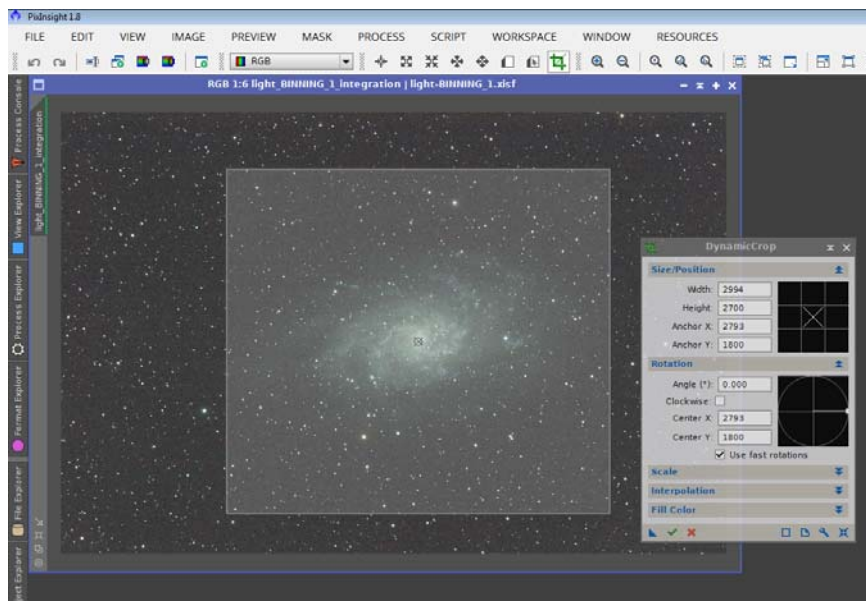 PixInsight 1.8
FILE EDIT VIEW IMAGE PREVIEW MASK PROCESS SCRIPT WORKSPACE WINDOW RESOURCES
RGB
RGB 1:6 light_BINNING_1_integration | light-BINNING_1.xisf
light_BINNING_1_integration
Process Console
View Explorer
Process Explorer
Format Explorer
File Explorer
ject Explorer
DynamicCrop
Size/Position
Width: 2994
Height: 2700
Anchor X: 2793
Anchor Y: 1800
Rotation
Angle (°): 0.000
Clockwise:
Center X: 2793
Center Y: 1800
Use fast rotations
Scale
Interpolation
Fill Color